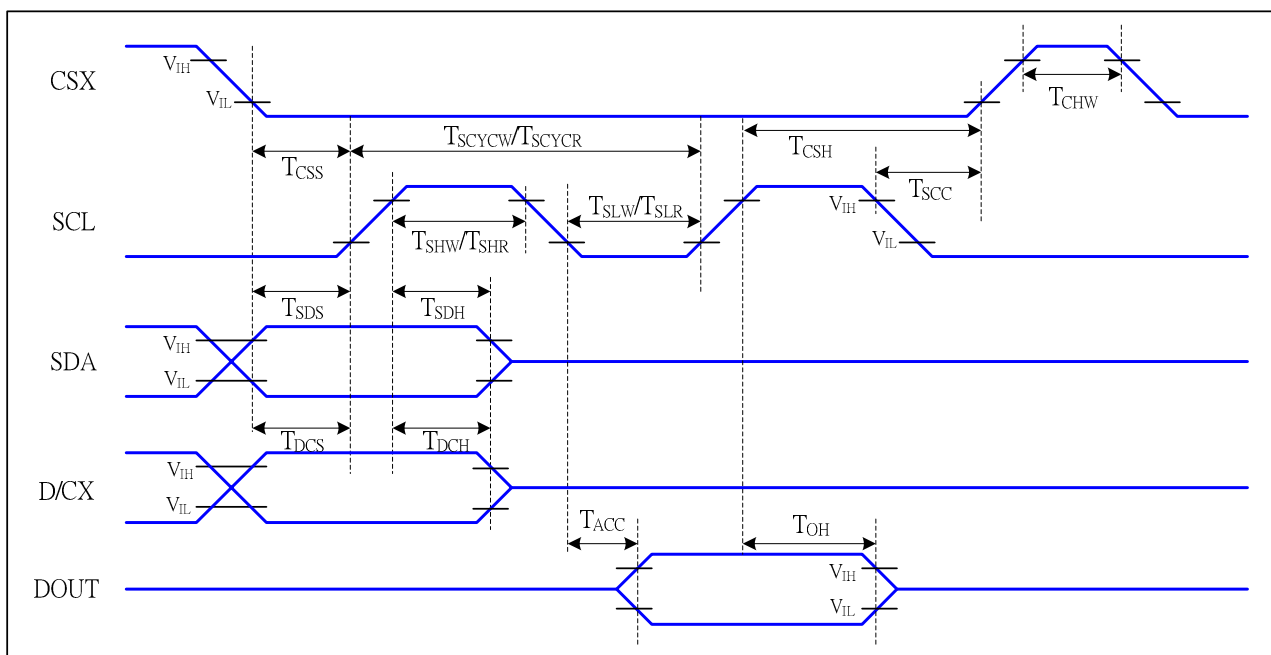 CSX
VIH
VIL
TCHW
TSCYCW/TSCYCR
TCSH
TCSS
TSCC
SCL
TSLW/TSLR
VIH
VIL
TSHW/TSHR
TSDS
TSDH
SDA
VIH
VIL
TDCS
TDCH
D/CX
VIH
VIL
TACC
TOH
DOUT
VIH
VIL